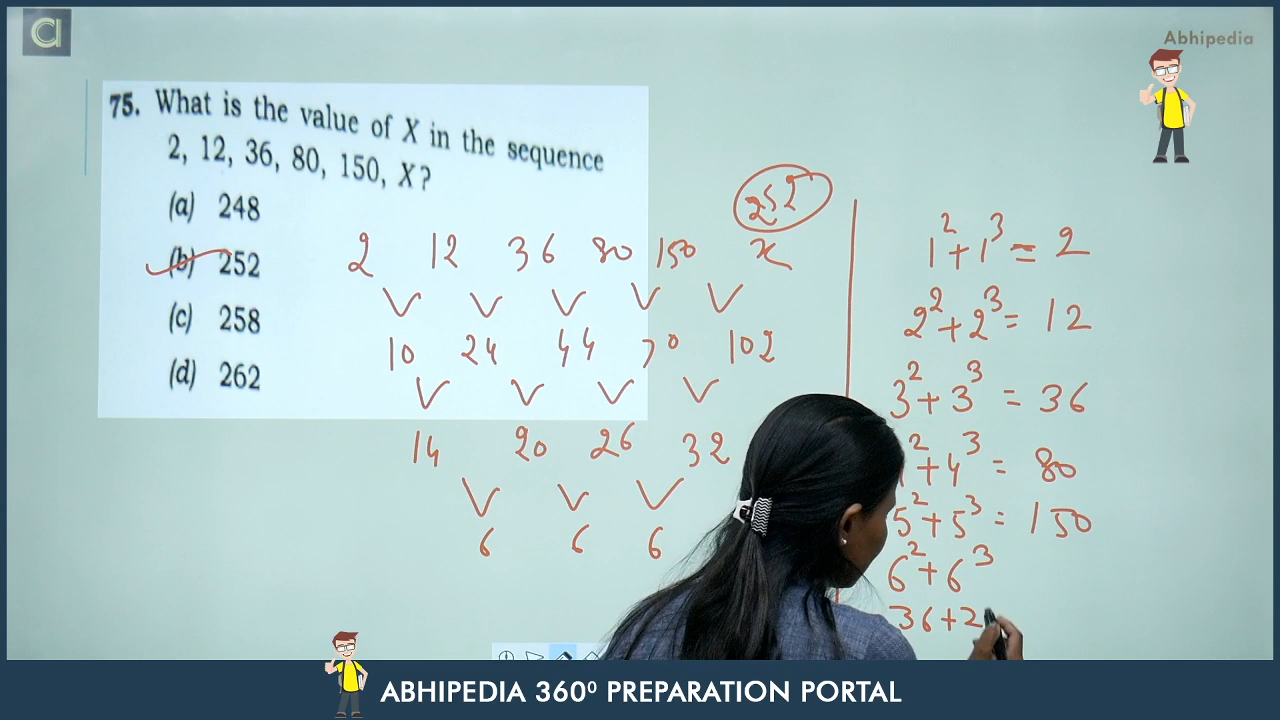 Abhipedia
75. What is the value of X in the sequence
2, 12, 36, 80, 150, X?
(a) 248
(b) 252
(c) 258
(d) 262
252
2 12 36 80 150 x
10 24 44 70 102
14 20 26 32
6 6 6
1² + 1³ = 2
2² + 2³ = 12
3² + 3³ = 36
² + 4³ = 80
5² + 5³ = 150
6² + 6³
36 + 2
ABHIPEDIA 360⁰ PREPARATION PORTAL